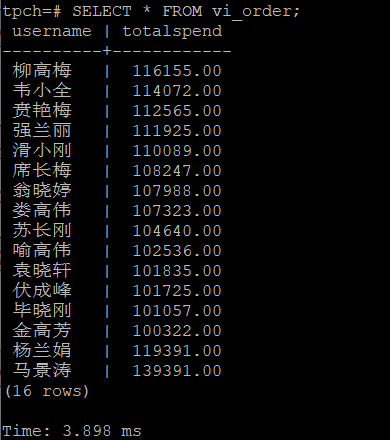 tpch=# SELECT * FROM vi_order;
username | totalspend
----------+------------
柳高梅 | 116155.00
韦小全 | 114072.00
贲艳梅 | 112565.00
强兰丽 | 111925.00
滑小刚 | 110089.00
席长梅 | 108247.00
翁晓婷 | 107988.00
娄高伟 | 107323.00
苏长刚 | 104640.00
喻高伟 | 102536.00
袁晓轩 | 101835.00
伏成峰 | 101725.00
毕晓刚 | 101057.00
金高芳 | 100322.00
杨兰娟 | 119391.00
马景涛 | 139391.00
(16 rows)
Time: 3.898 ms